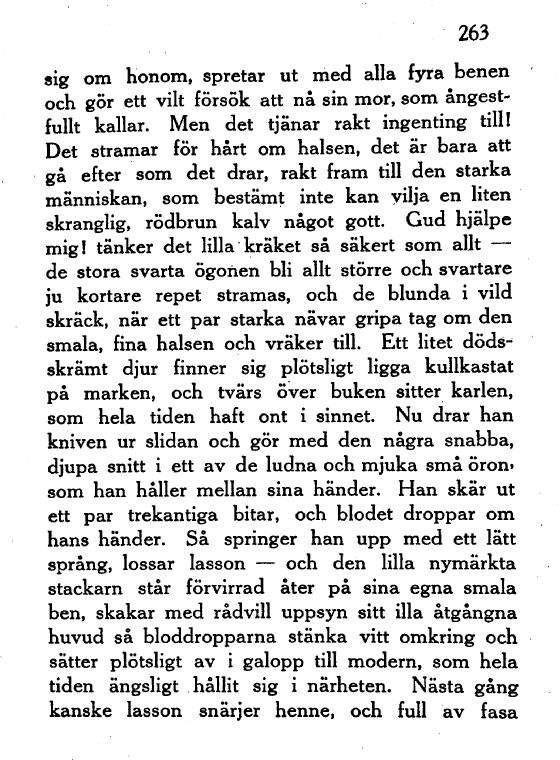 263
sig om honom, spretar ut med alla fyra benen
och gör ett vilt försök att nå sin mor, som ångest-
fullt kallar. Men det tjänar rakt ingenting till!
Det stramar för hårt om halsen, det är bara att
gå efter som det drar, rakt fram till den starka
människan, som bestämt inte kan vilja en liten
skranglig, rödbrun kalv något gott. Gud hjälpe
mig! tänker det lilla kräket så säkert som allt —
de stora svarta ögonen bli allt större och svartare
ju kortare repet stramas, och de blunda i vild
skräck, när ett par starka nävar gripa tag om den
smala, fina halsen och vräker till. Ett litet döds-
skrämt djur finner sig plötsligt ligga kullkastat
på marken, och tvärs över buken sitter karlen,
som hela tiden haft ont i sinnet. Nu drar han
kniven ur slidan och gör med den några snabba,
djupa snitt i ett av de ludna och mjuka små öron,
som han håller mellan sina händer. Han skär ut
ett par trekantiga bitar, och blodet droppar om
hans händer. Så springer han upp med ett lätt
språng, lossar lasson — och den lilla nymärkta
stackarn står förvirrad åter på sina egna smala
ben, skakar med rådvill uppsyn sitt illa åtgångna
huvud så bloddropparna stänka vitt omkring och
sätter plötsligt av i galopp till modern, som hela
tiden ängsligt hållit sig i närheten. Nästa gång
kanske lasson snärjer henne, och full av fasa